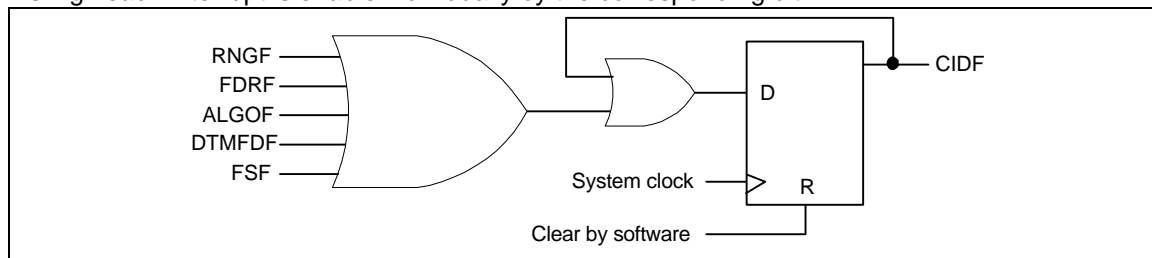 RNGF
FDRF
ALGOF
DTMFDF
FSF
D
CIDF
System clock
R
Clear by software